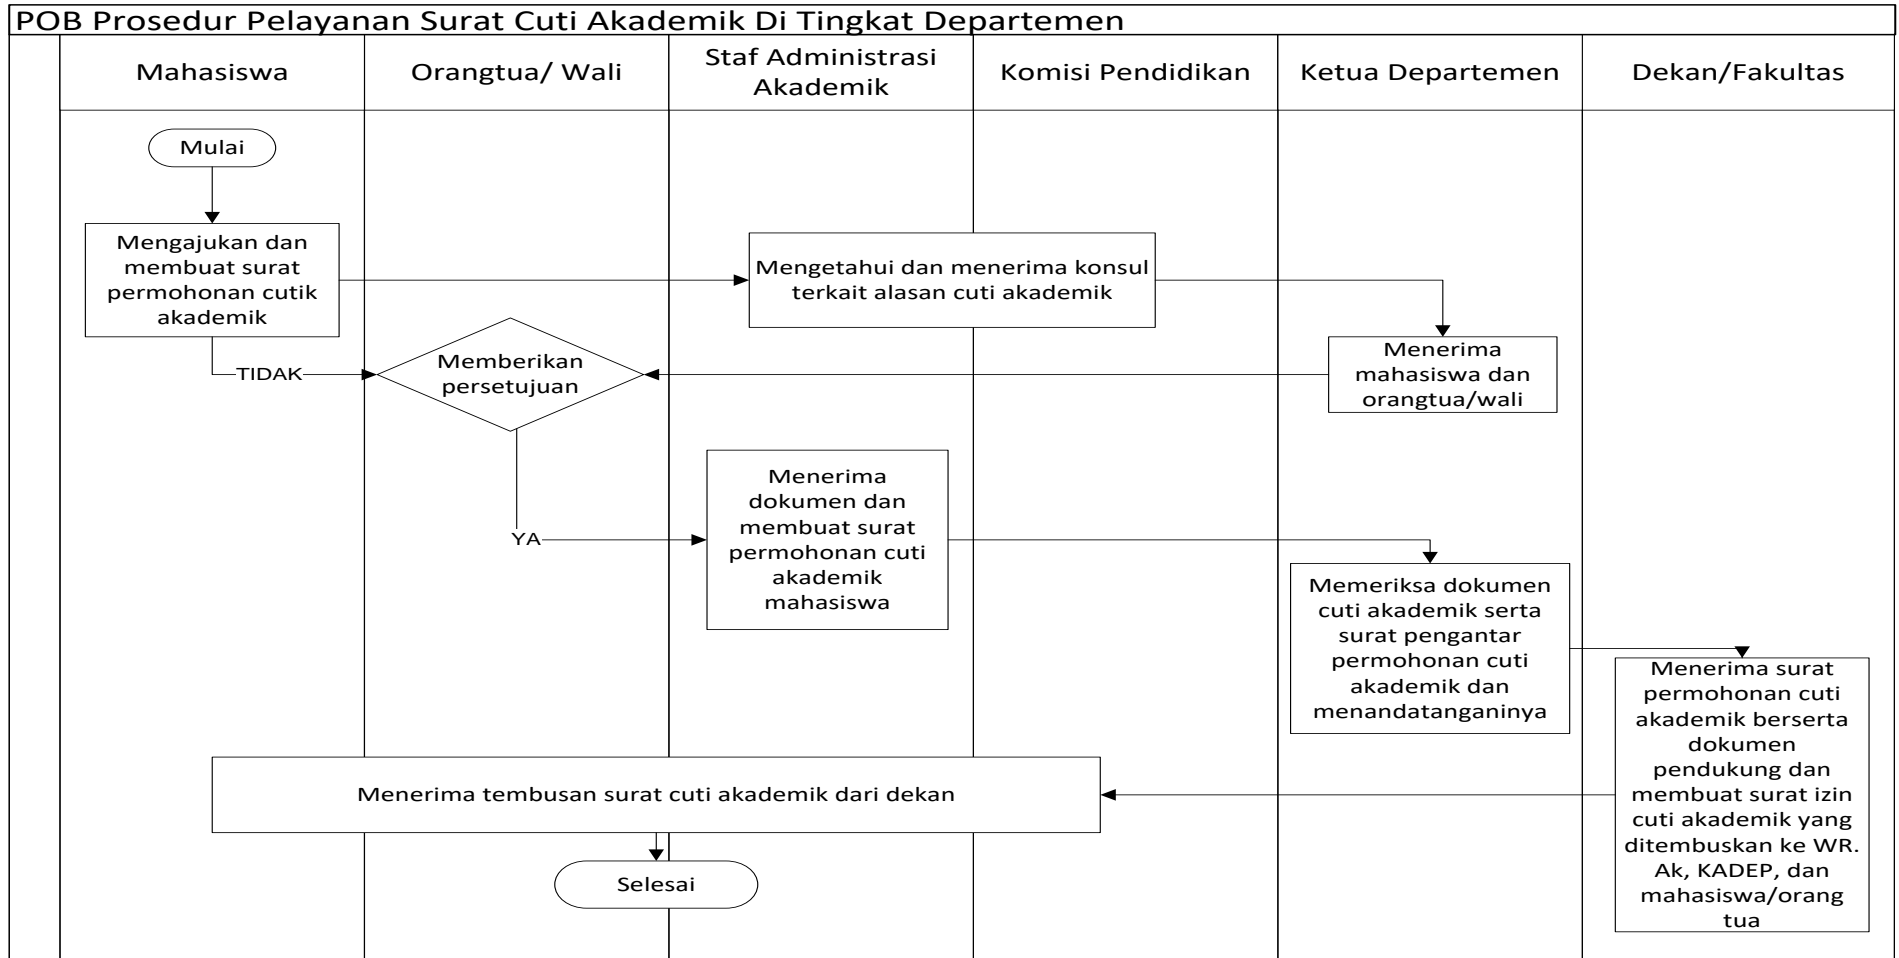 POB Prosedur Pelayanan Surat Cuti Akademik Di Tingkat Departemen
Mahasiswa
Orangtua/ Wali
Staf Administrasi
Akademik
Komisi Pendidikan
Ketua Departemen
Dekan/Fakultas
Mulai
Mengajukan dan
membuat surat
permohonan cutik
akademik
Mengetahui dan menerima konsul
terkait alasan cuti akademik
Menerima
mahasiswa dan
orangtua/wali
Memberikan
persetujuan
TIDAK
YA
Menerima
dokumen dan
membuat surat
permohonan cuti
akademik
mahasiswa
Memeriksa dokumen
cuti akademik serta
surat pengantar
permohonan cuti
akademik dan
menandatanganinya
Menerima surat
permohonan cuti
akademik berserta
dokumen
pendukung dan
membuat surat izin
cuti akademik yang
ditembuskan ke WR.
Ak, KADEP, dan
mahasiswa/orang
tua
Menerima tembusan surat cuti akademik dari dekan
Selesai